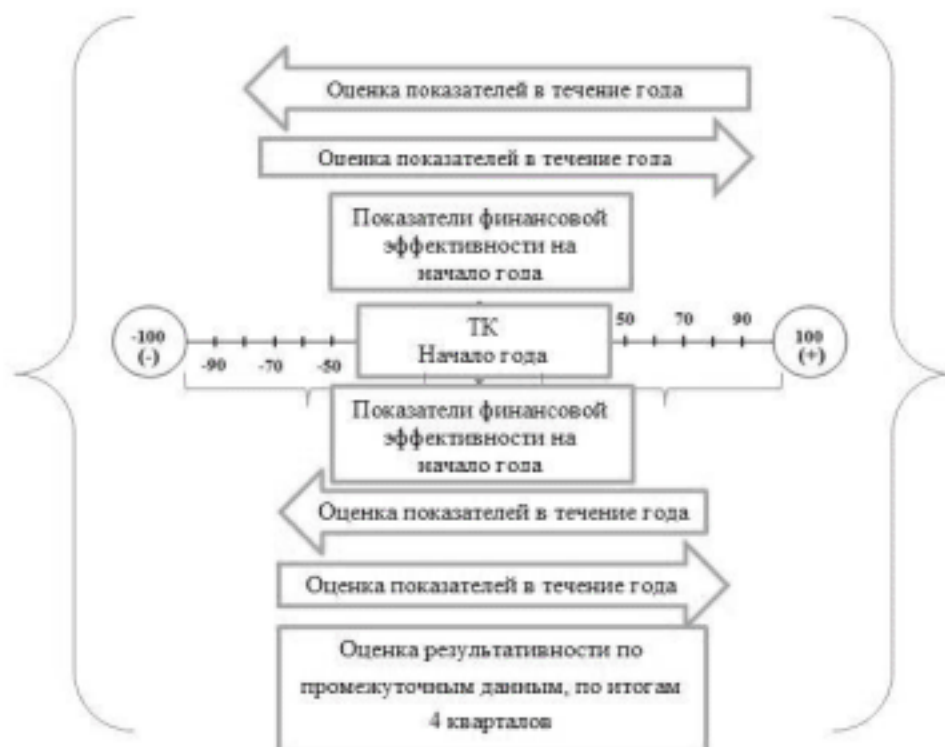 Оценка показателей в течение года
Оценка показателей в течение года
Показатели финансовой
эффективности на
начало года
-100
(-)
-90
-70
-50
ТК
Начало года
50
70
90
100
(+)
Показатели финансовой
эффективности на
начало года
Оценка показателей в течение года
Оценка показателей в течение года
Оценка результативности по
промежуточным данным, по итогам
4 кварталов